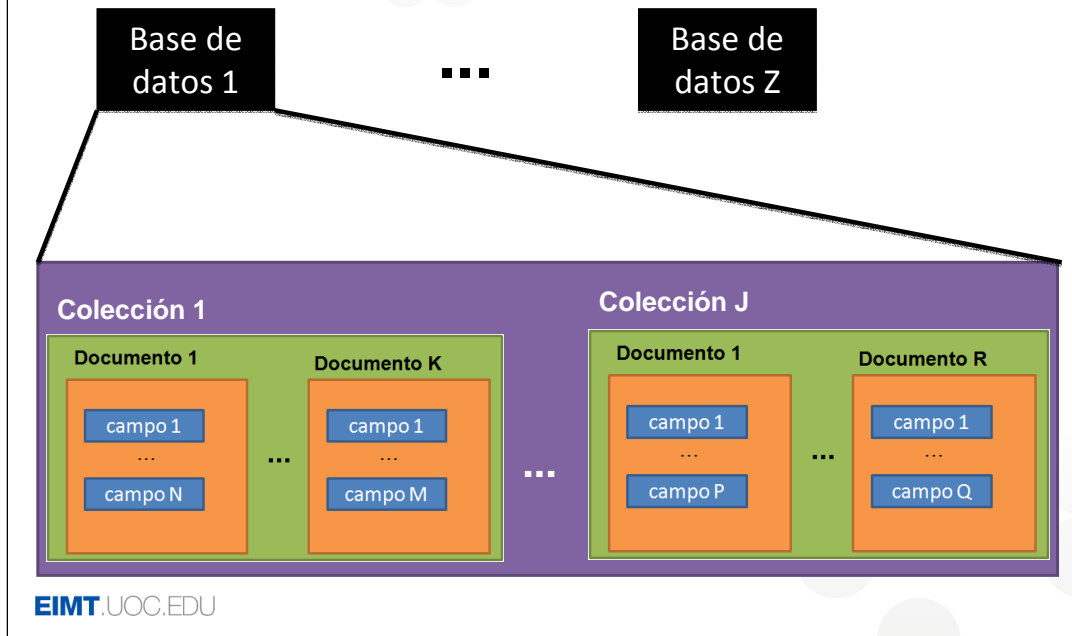 Base de
datos 1
...
Base de
datos Z
Colección 1
Documento 1
campo 1
...
campo N
...
Documento K
campo 1
...
campo M
...
Colección J
Documento 1
campo 1
...
campo P
...
Documento R
campo 1
...
campo Q
EIMT.UOC.EDU